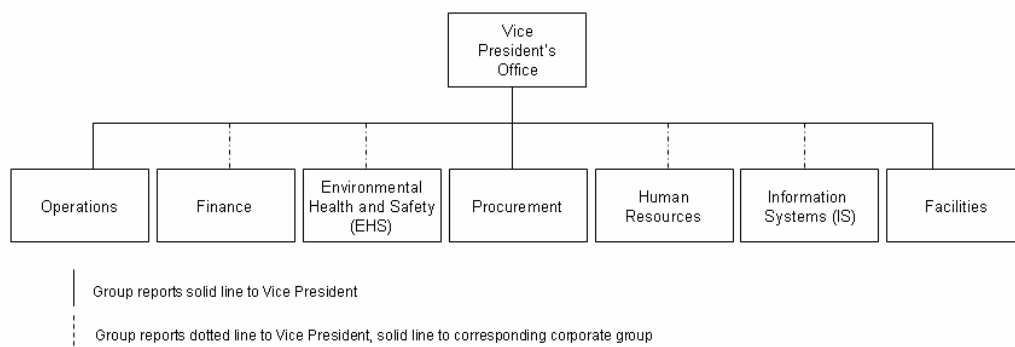 Vice
President's
Office
Operations
Finance
Environmental
Health and Safety
(EHS)
Procurement
Human
Resources
Information
Systems (IS)
Facilities
Group reports solid line to Vice President
Group reports dotted line to Vice President, solid line to corresponding corporate group